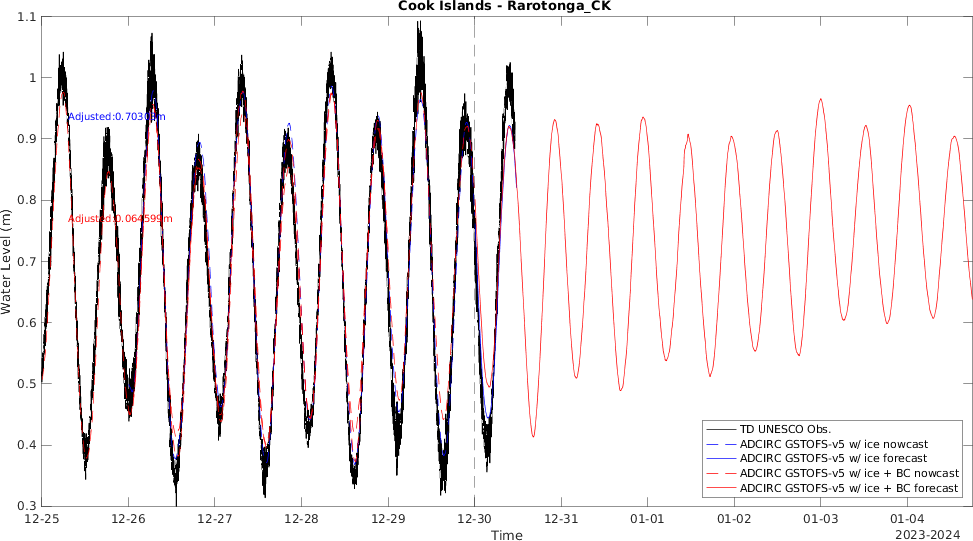 Cook Islands - Rarotonga_CK
1.1
1
0.9
0.8
0.7
0.6
0.5
0.4
0.3
Water Level (m)
Adjusted:0.064599m
TD UNESCO Obs.
ADCIRC GSTOFS-v5 w/ ice nowcast
ADCIRC GSTOFS-v5 w/ ice forecast
ADCIRC GSTOFS-v5 w/ ice + BC nowcast
ADCIRC GSTOFS-v5 w/ ice + BC forecast
12-25 12-26 12-27 12-28 12-29 12-30 12-31 01-01 01-02 01-03 01-04
Time
2023-2024